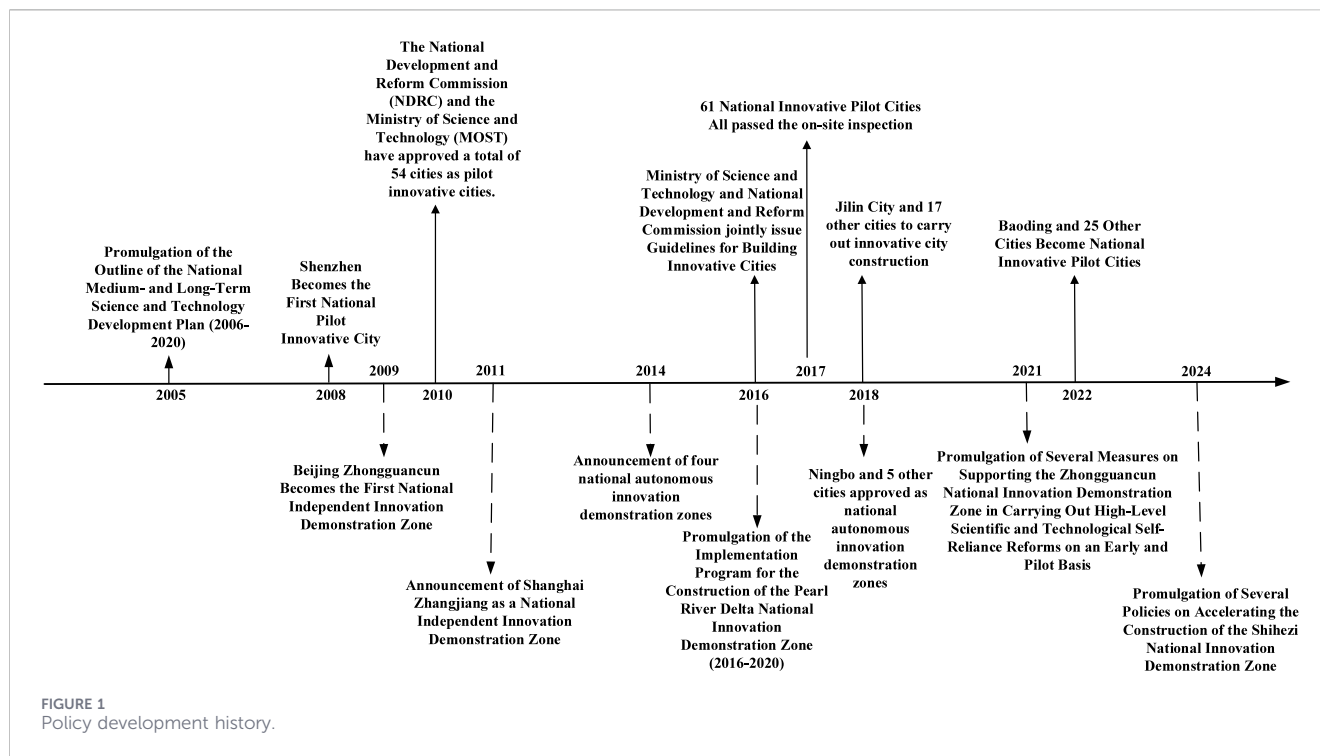 The National
Development and
Reform Commission
(NDRC) and the
Ministry of Science and
Technology (MOST)
have approved a total of
54 cities as pilot
innovative cities.
61 National Innovative Pilot Cities
All passed the on-site inspection
Ministry of Science and
Technology and National
Development and Reform
Commission jointly issue
Guidelines for Building
Innovative Cities
Jilin City and 17
other cities to carry
out innovative city
construction
Baoding and 25 Other
Cities Become National
Innovative Pilot Cities
Promulgation of the
Outline of the National
Medium- and Long-Term
Science and Technology
Development Plan (2006-
2020)
Shenzhen
Becomes the
First National
Pilot
Innovative City
2005
2008
2009
2010
2011
2014
2016
2017
2018
2021
2022
2024
Beijing Zhongguancun
Becomes the First National
Independent Innovation
Demonstration Zone
Announcement of Shanghai
Zhangjiang as a National
Independent Innovation
Demonstration Zone
Announcement of four
national autonomous
innovation
demonstration zones
Promulgation of the
Implementation
Program for the
Construction of the Pearl
River Delta National
Innovation
Demonstration Zone
(2016-2020)
Ningbo and 5 other
cities approved as
national
autonomous
innovation
demonstration
zones
Promulgation of Several Measures on
Supporting the Zhongguancun
National Innovation Demonstration
Zone in Carrying Out High-Level
Scientific and Technological Self-
Reliance Reforms on an Early and
Pilot Basis
Promulgation of Several
Policies on Accelerating the
Construction of the Shihezi
National Innovation
Demonstration Zone
FIGURE 1
Policy development history.